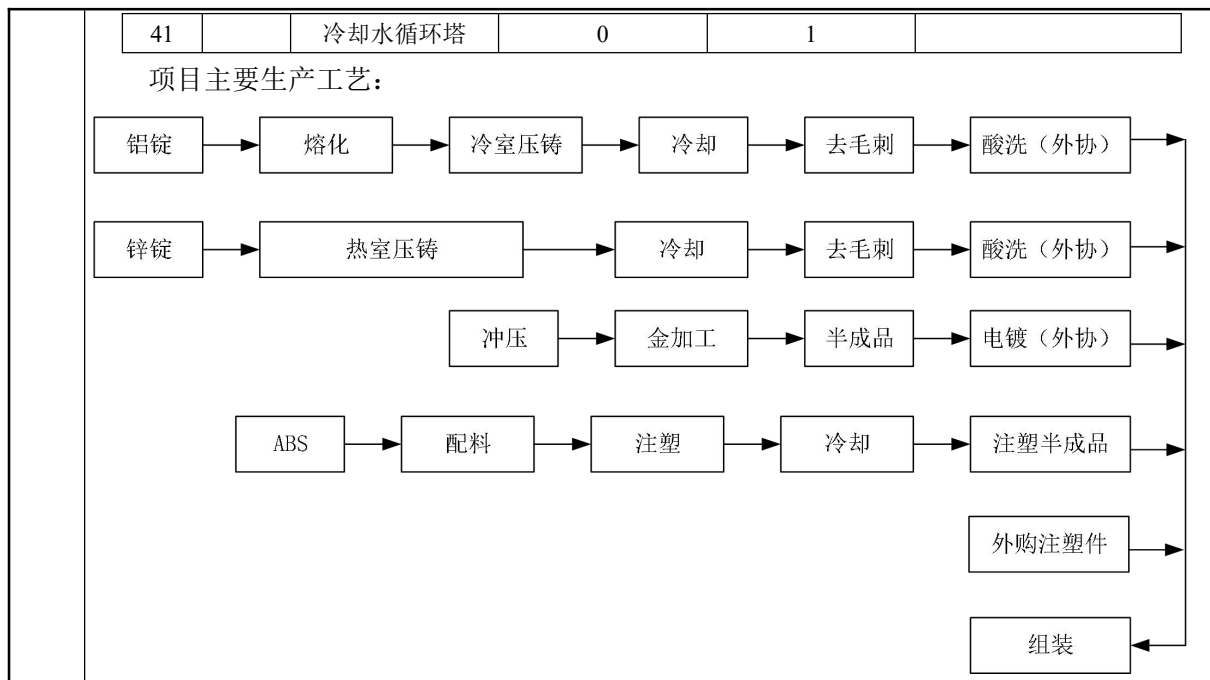 41 冷却水循环塔 0 1
项目主要生产工艺：
铝锭 熔化 冷室压铸 冷却 去毛刺 酸洗（外协）
锌锭 热室压铸 冷却 去毛刺 酸洗（外协）
冲压 金加工 半成品 电镀（外协）
ABS 配料 注塑 冷却 注塑半成品
外购注塑件
组装